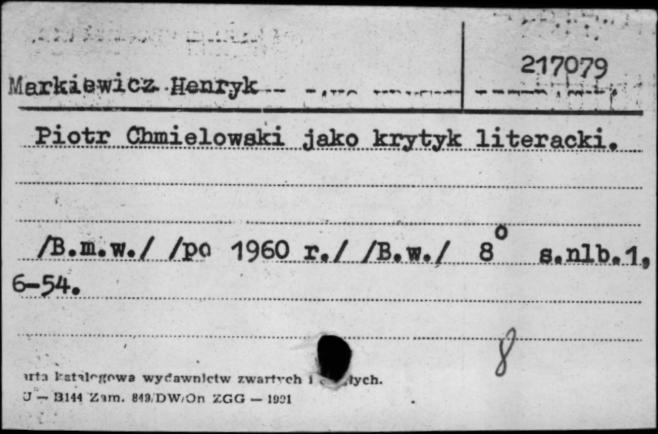 217079
Markiewicz Henryk
Piotr Chmielowski jako krytyk literacki.
/B.m.w./ /po 1960 r./ /B.w./ 8° s.nlb.1,
6-54.
8
katalogowa wydawnictw zwartych i
J — B144 Zam. 849/DW/On ZGG — 1991